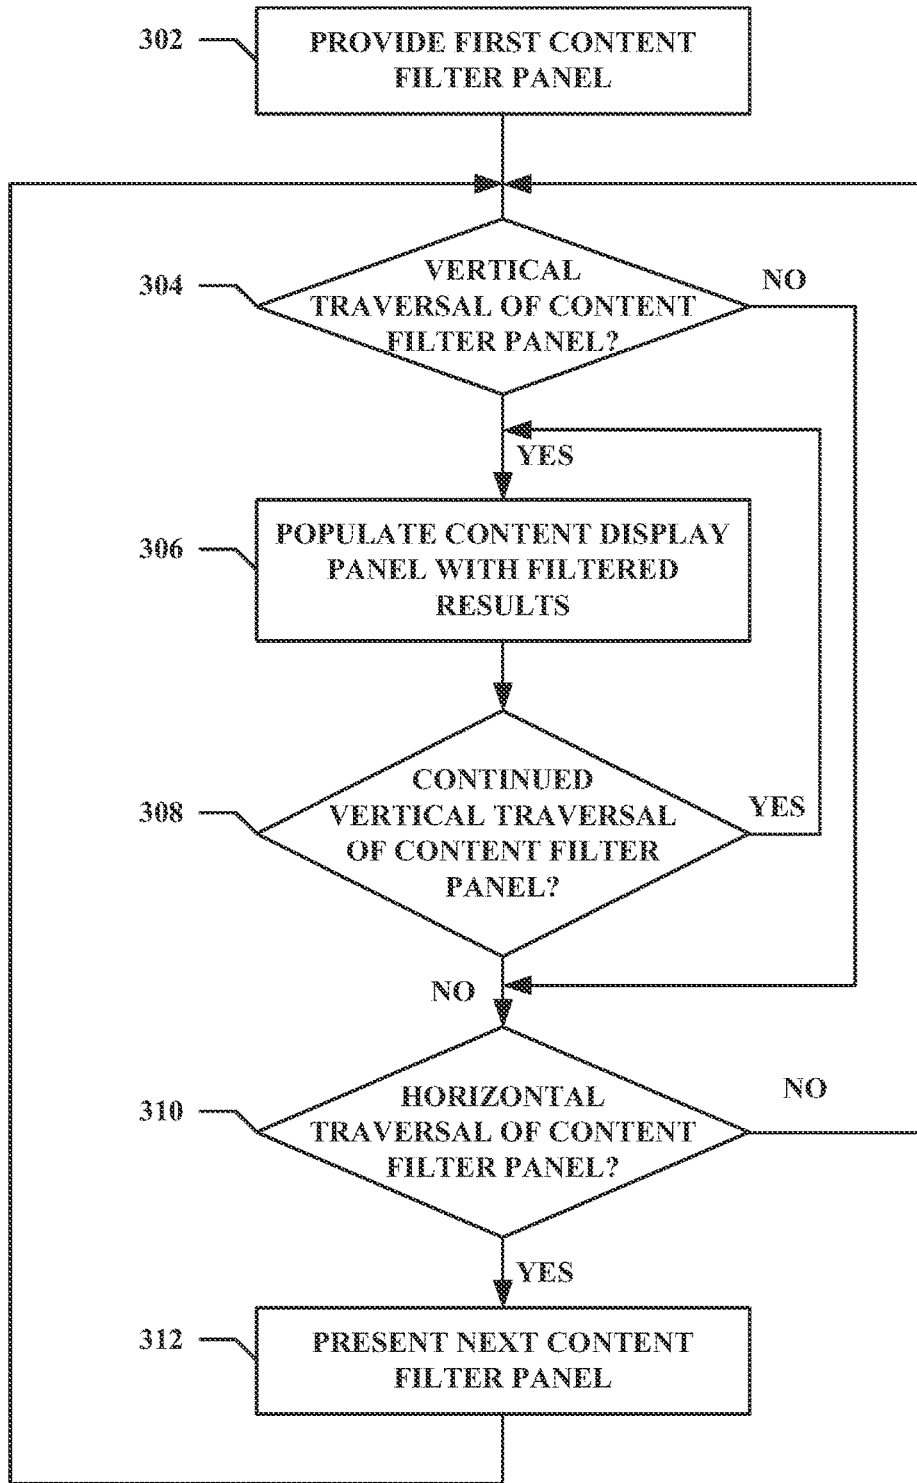 302
PROVIDE FIRST CONTENT
FILTER PANEL
304
VERTICAL
TRAVERSAL OF CONTENT
FILTER PANEL?
NO
YES
306
POPULATE CONTENT DISPLAY
PANEL WITH FILTERED
RESULTS
308
CONTINUED
VERTICAL TRAVERSAL
OF CONTENT FILTER
PANEL?
YES
NO
310
HORIZONTAL
TRAVERSAL OF CONTENT
FILTER PANEL?
NO
YES
312
PRESENT NEXT CONTENT
FILTER PANEL